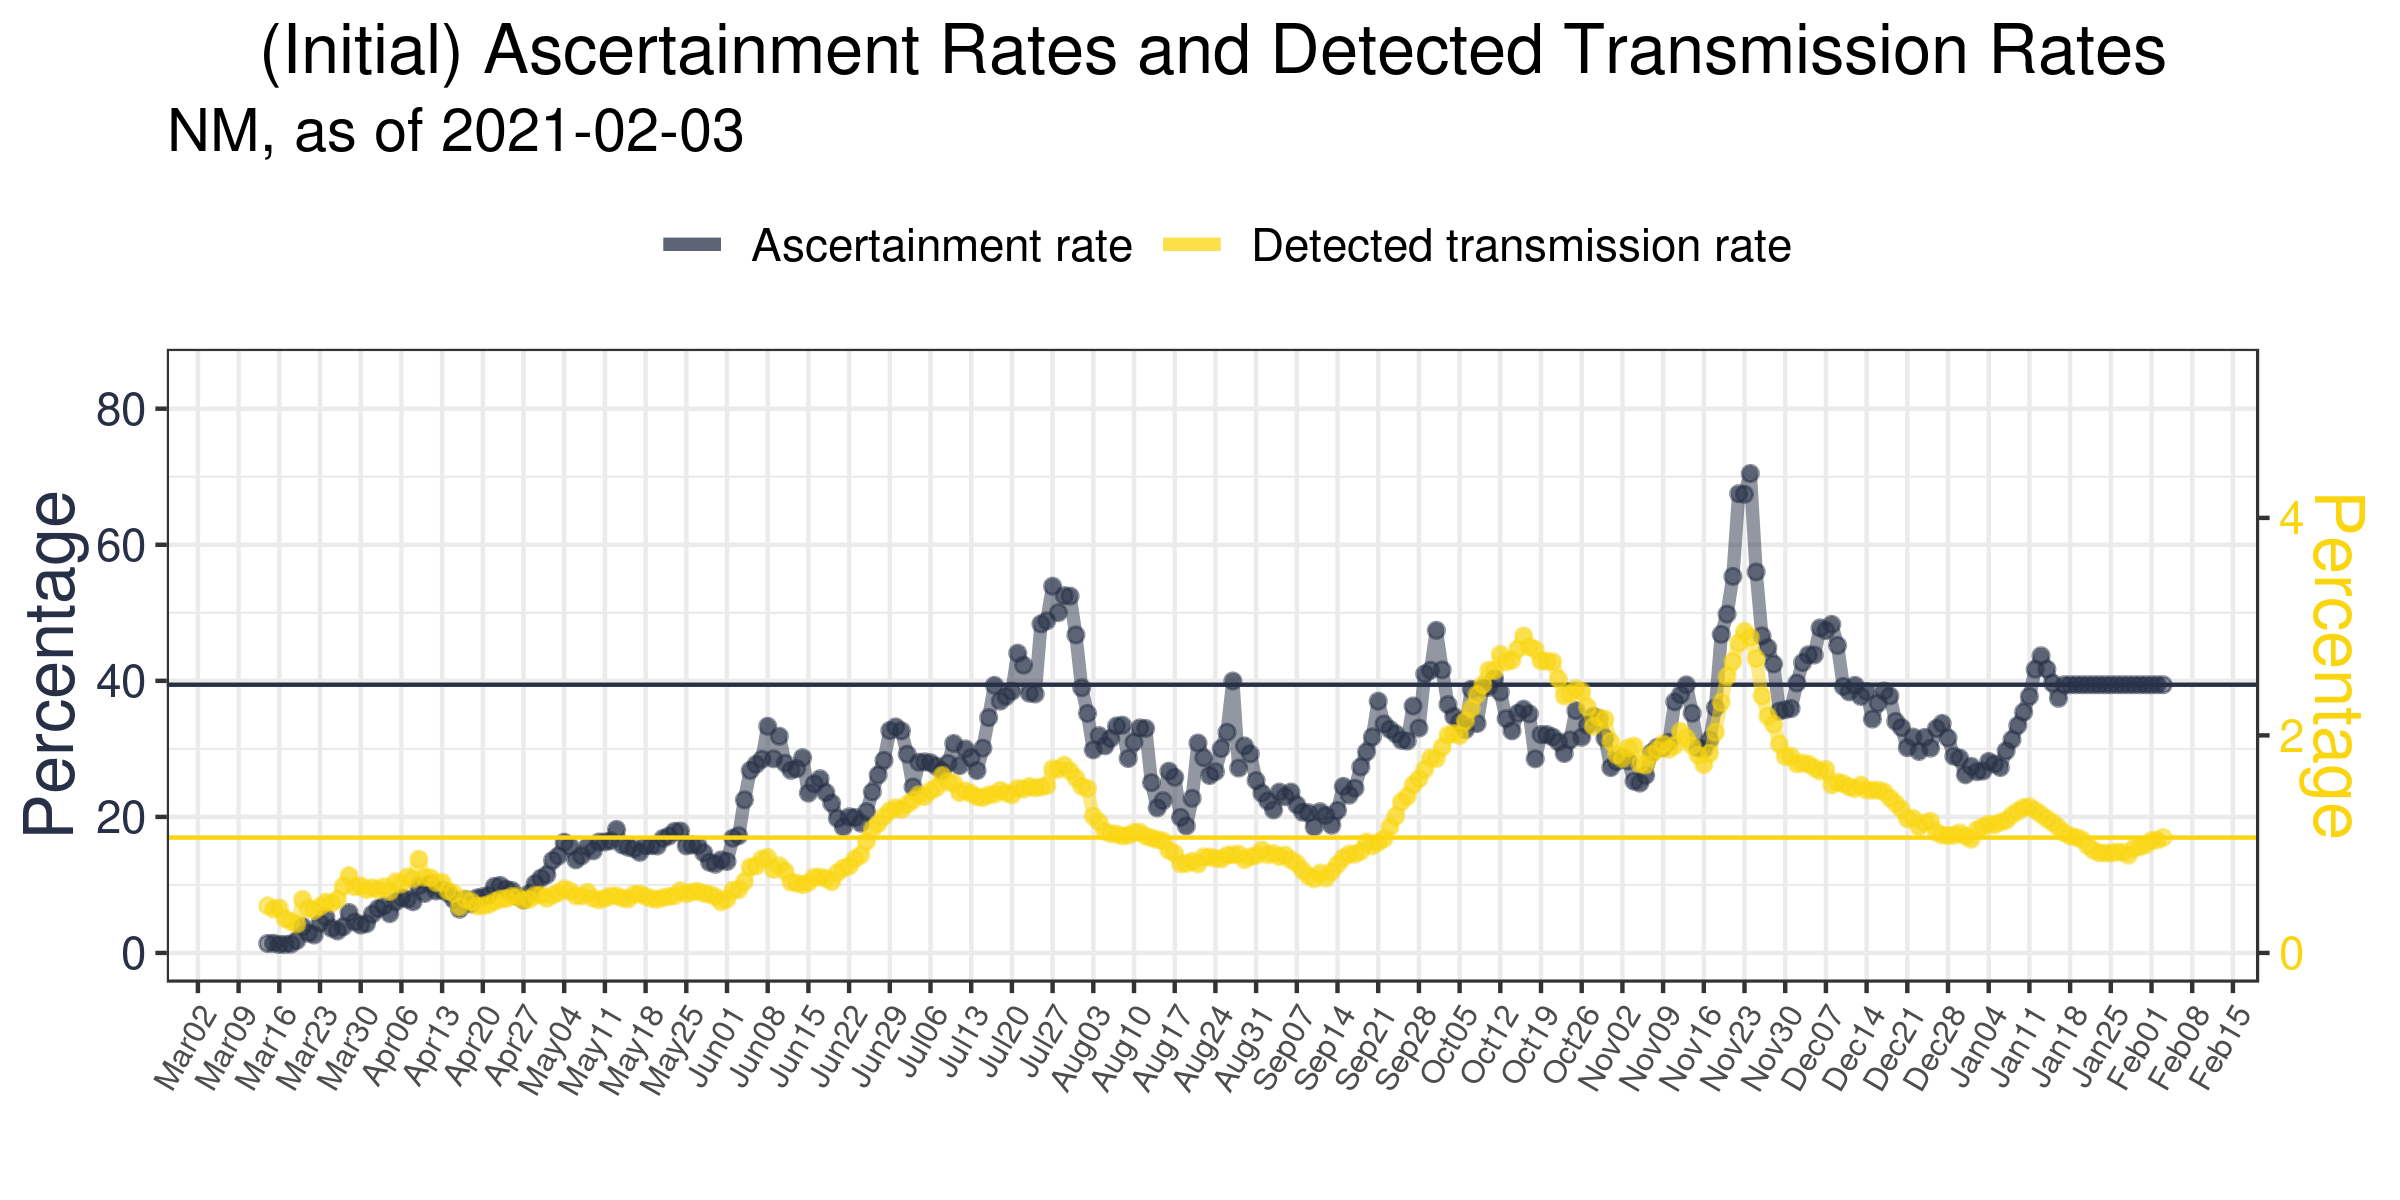 (Initial) Ascertainment Rates and Detected Transmission Rates
NM, as of 2021-02-03
Ascertainment rate Detected transmission rate
Percentage
80
60
40
20
0
4
2
0
Percentage
Mar02 Mar09 Mar16 Mar23 Mar30 Apr06 Apr13 Apr20 Apr27 May04 May11 May18 May25 Jun01 Jun08 Jun15 Jun22 Jun29 Jul06 Jul13 Jul20 Jul27 Aug03 Aug10 Aug17 Aug24 Aug31 Sep07 Sep14 Sep21 Sep28 Oct05 Oct12 Oct19 Oct26 Nov02 Nov09 Nov16 Nov23 Nov30 Dec07 Dec14 Dec21 Dec28 Jan04 Jan11 Jan18 Jan25 Feb01 Feb08 Feb15